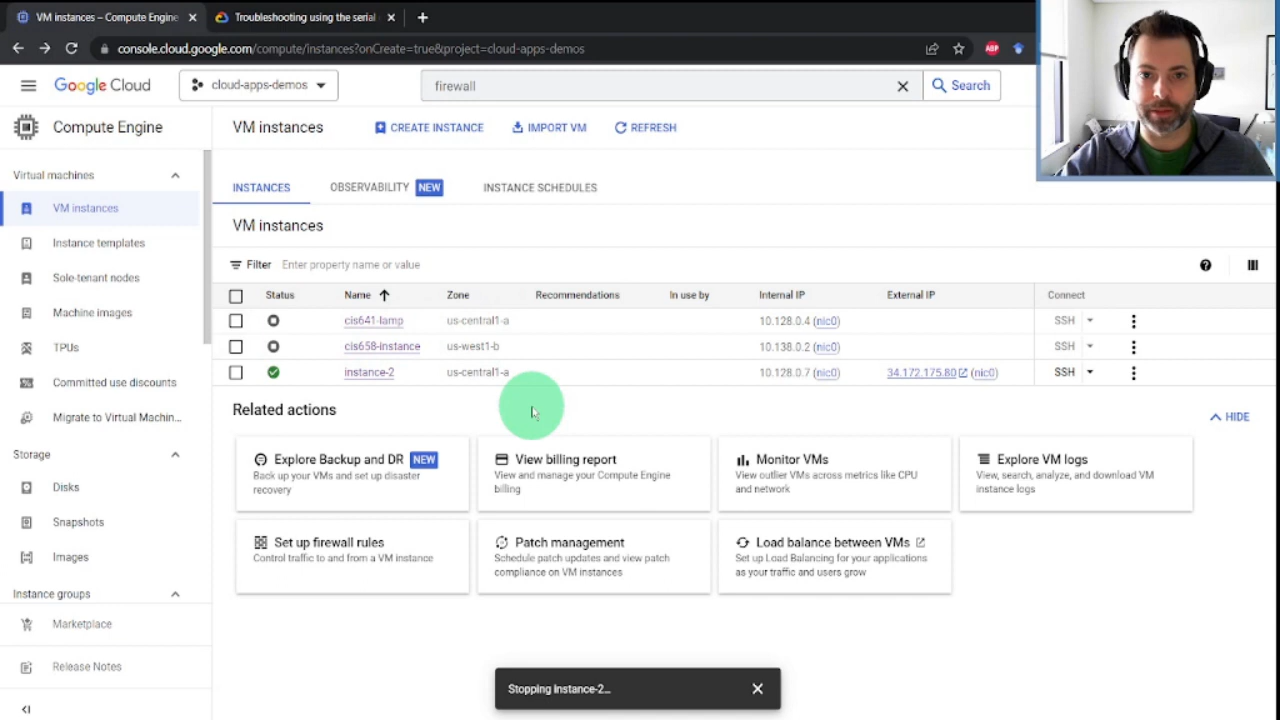 VM instances – Compute Engine
Troubleshooting using the serial
console.cloud.google.com/compute/instances?onCreate=true&project=cloud-apps-demos
ABP
Google Cloud
cloud-apps-demos
firewall
Search
Compute Engine
VM instances
CREATE INSTANCE
IMPORT VM
REFRESH
Virtual machines
VM instances
Instance templates
Sole-tenant nodes
Machine images
TPUs
Committed use discounts
Migrate to Virtual Machin...
Storage
Disks
Snapshots
Images
Instance groups
Marketplace
Release Notes
INSTANCES
OBSERVABILITY NEW
INSTANCE SCHEDULES
VM instances
Filter Enter property name or value
Status Name Zone Recommendations In use by Internal IP External IP Connect
cis641-lamp us-central1-a 10.128.0.4 (nic0) SSH
cis658-instance us-west1-b 10.138.0.2 (nic0) SSH
instance-2 us-central1-a 10.128.0.7 (nic0) 34.172.175.80 (nic0) SSH
Related actions
HIDE
Explore Backup and DR NEW
Back up your VMs and set up disaster
recovery
View billing report
View and manage your Compute Engine
billing
Monitor VMs
View outlier VMs across metrics like CPU
and network
Explore VM logs
View, search, analyze, and download VM
instance logs
Set up firewall rules
Control traffic to and from a VM instance
Patch management
Schedule patch updates and view patch
compliance on VM instances
Load balance between VMs
Set up Load Balancing for your applications
as your traffic and users grow
Stopping instance-2...